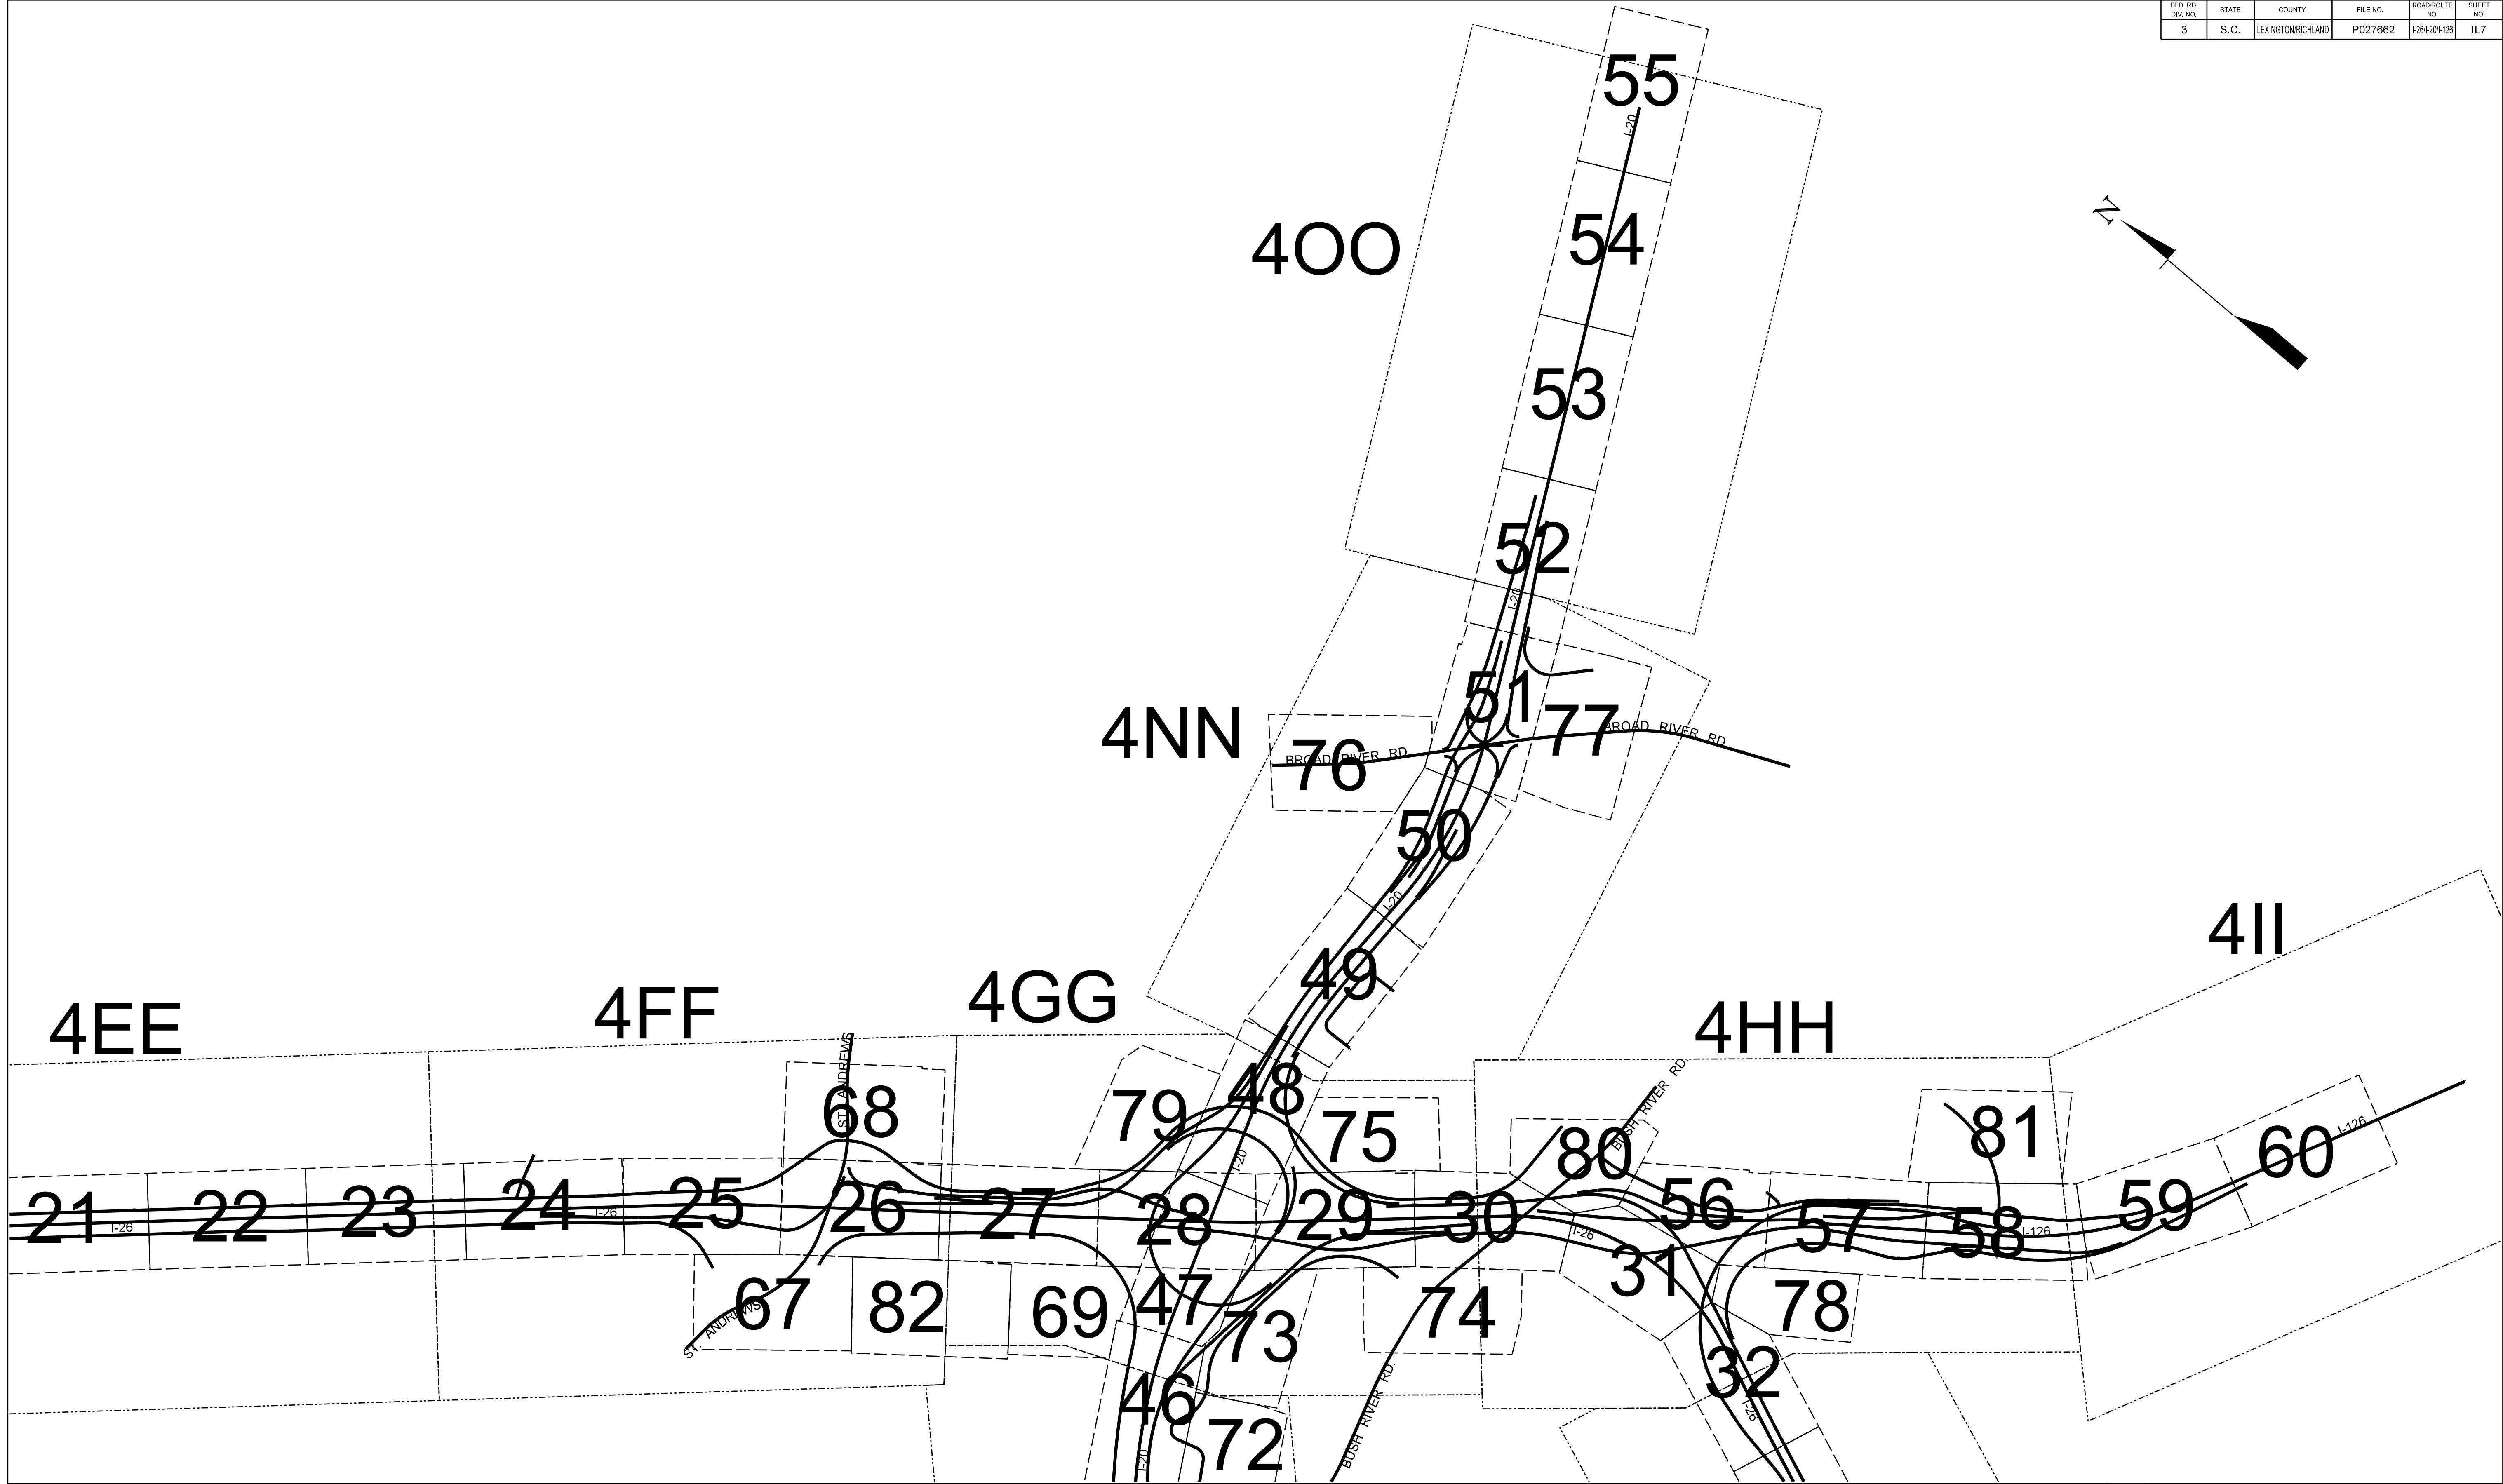 FED. RD. DIV. NO. STATE COUNTY FILE NO. ROAD/ROUTE NO. SHEET NO.
3 S.C. LEXINGTON/RICHLAND P027662 I-26/I-20/I-126 IL7
55
I-20
N
54
4OO
53
52
I-20
51
77
BROAD RIVER RD
4NN
76
BROAD RIVER RD
50
I-20
4II
49
4EE
4FF
4GG
4HH
ST. ANDREWS
68
79
48
75
BUSH RIVER RD
80
81
60
I-126
I-20
21
I-26
22
23
24
I-26
25
26
27
28
29
30
I-26
56
57
58
I-126
59
31
67
ST. ANDREWS
82
69
47
73
74
78
32
I-26
46
72
I-20
BUSH RIVER RD.